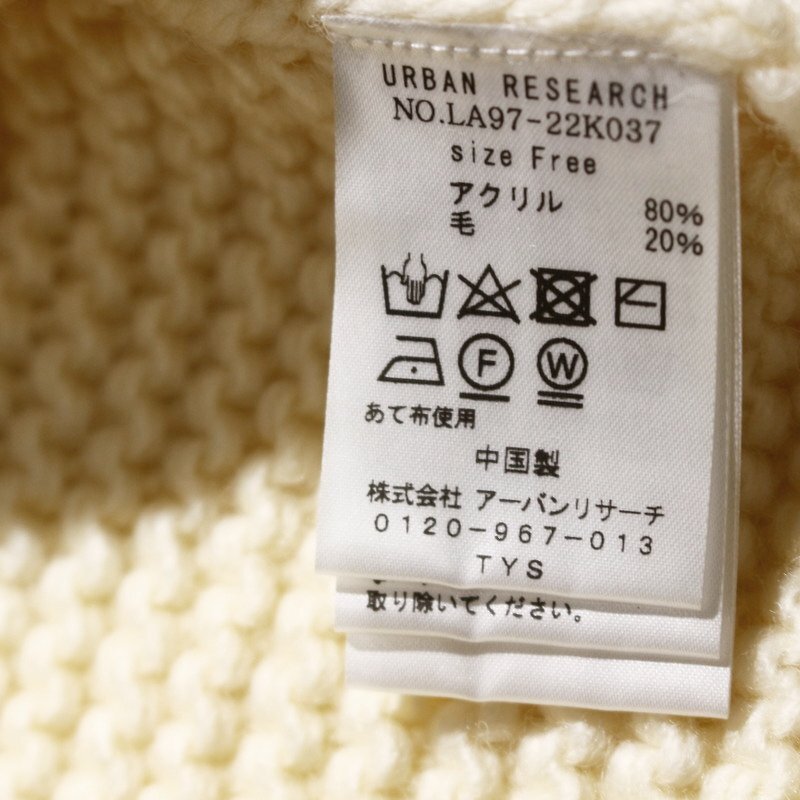 URBAN RESEARCH
NO.LA97-22K037
size Free
アクリル 80%
毛 20%
F W
あて布使用
中国製
株式会社 アーバンリサーチ
0120-967-013
TYS
取り除いてください。